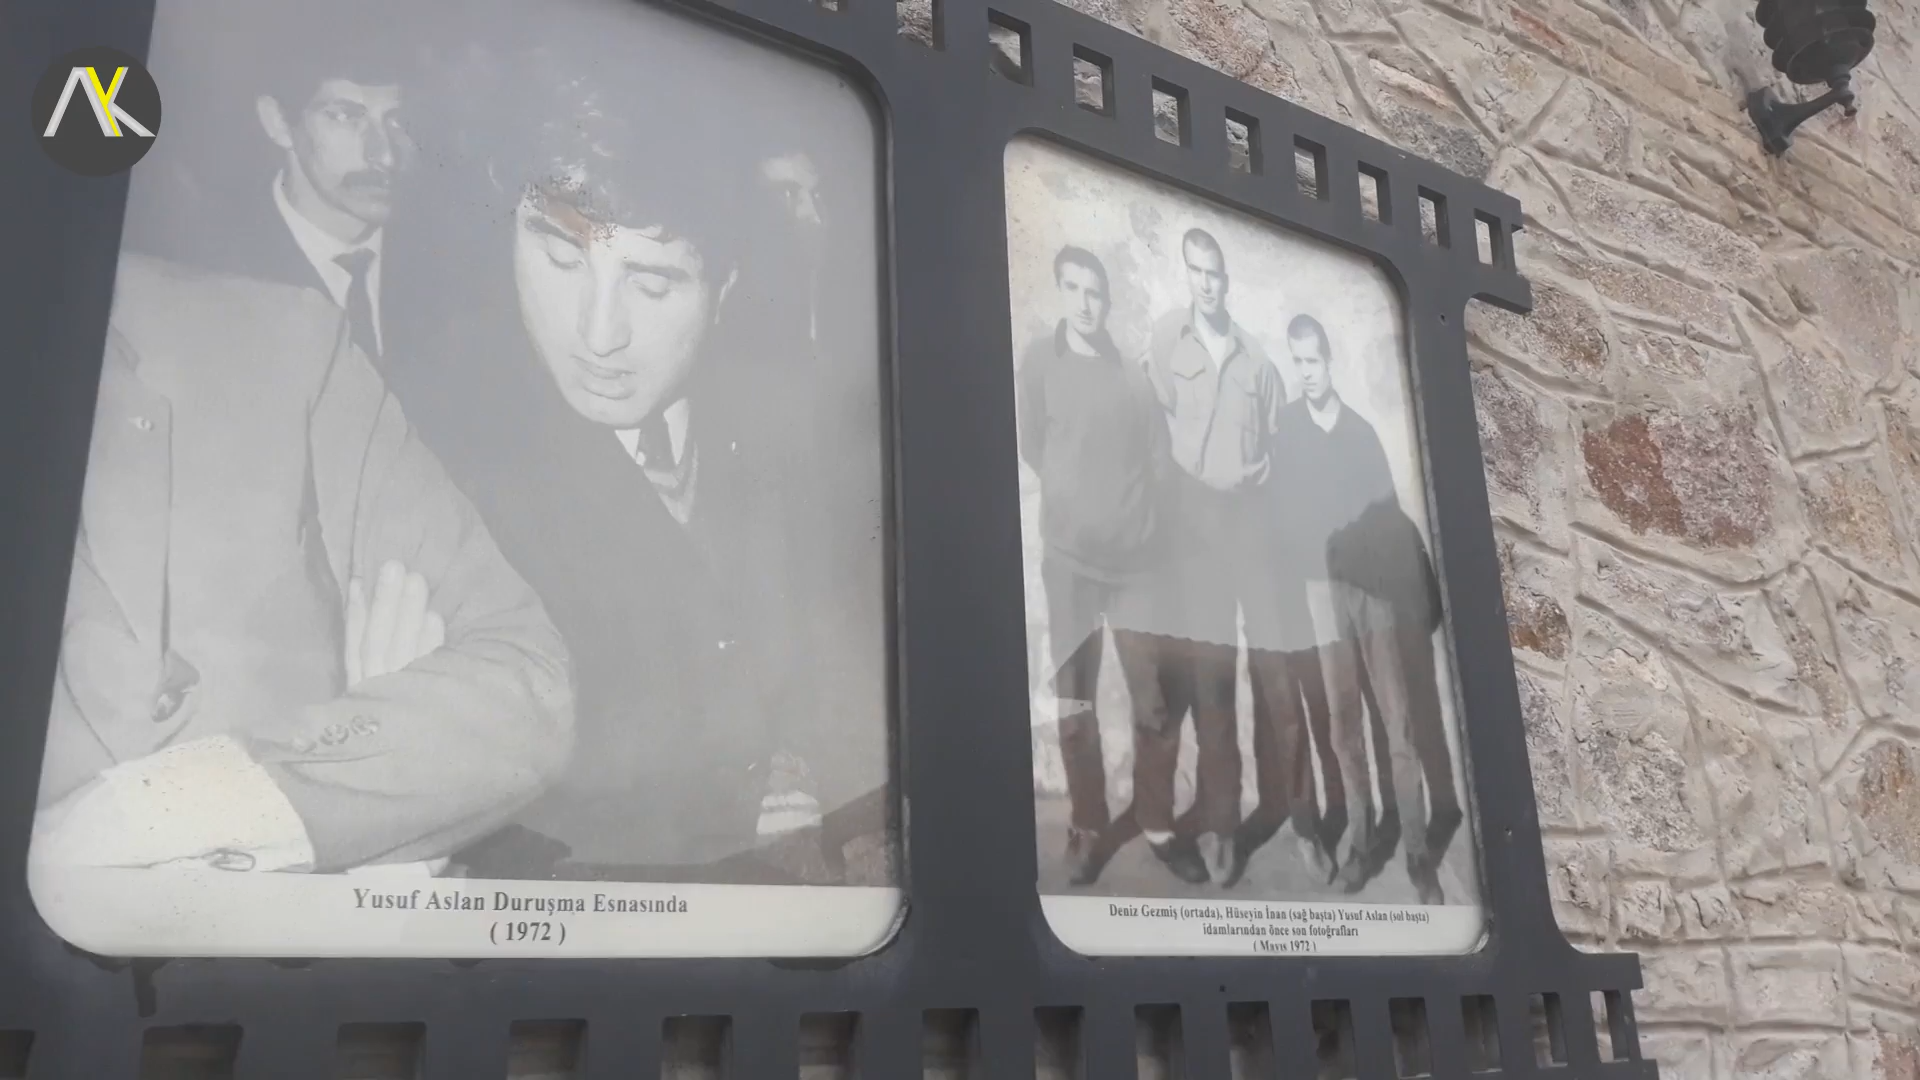 AK
Yusuf Aslan Duruşma Esnasında
( 1972 )
Deniz Gezmiş (ortada), Hüseyin İnan (sağ başta) Yusuf Aslan (sol başta)
idamlarından önce son fotoğrafları
( Mayıs 1972 )